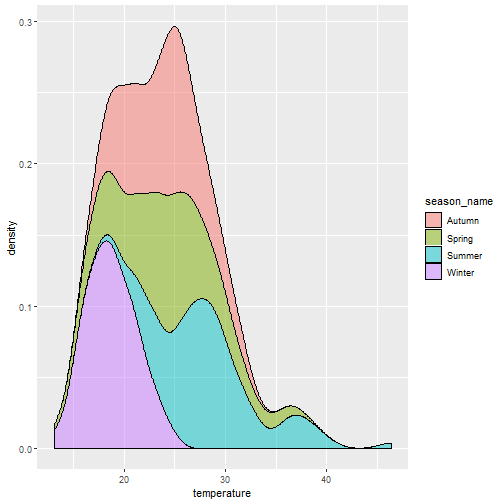 0.3
0.2
0.1
0.0
density
20
30
40
temperature
season_name
Autumn
Spring
Summer
Winter